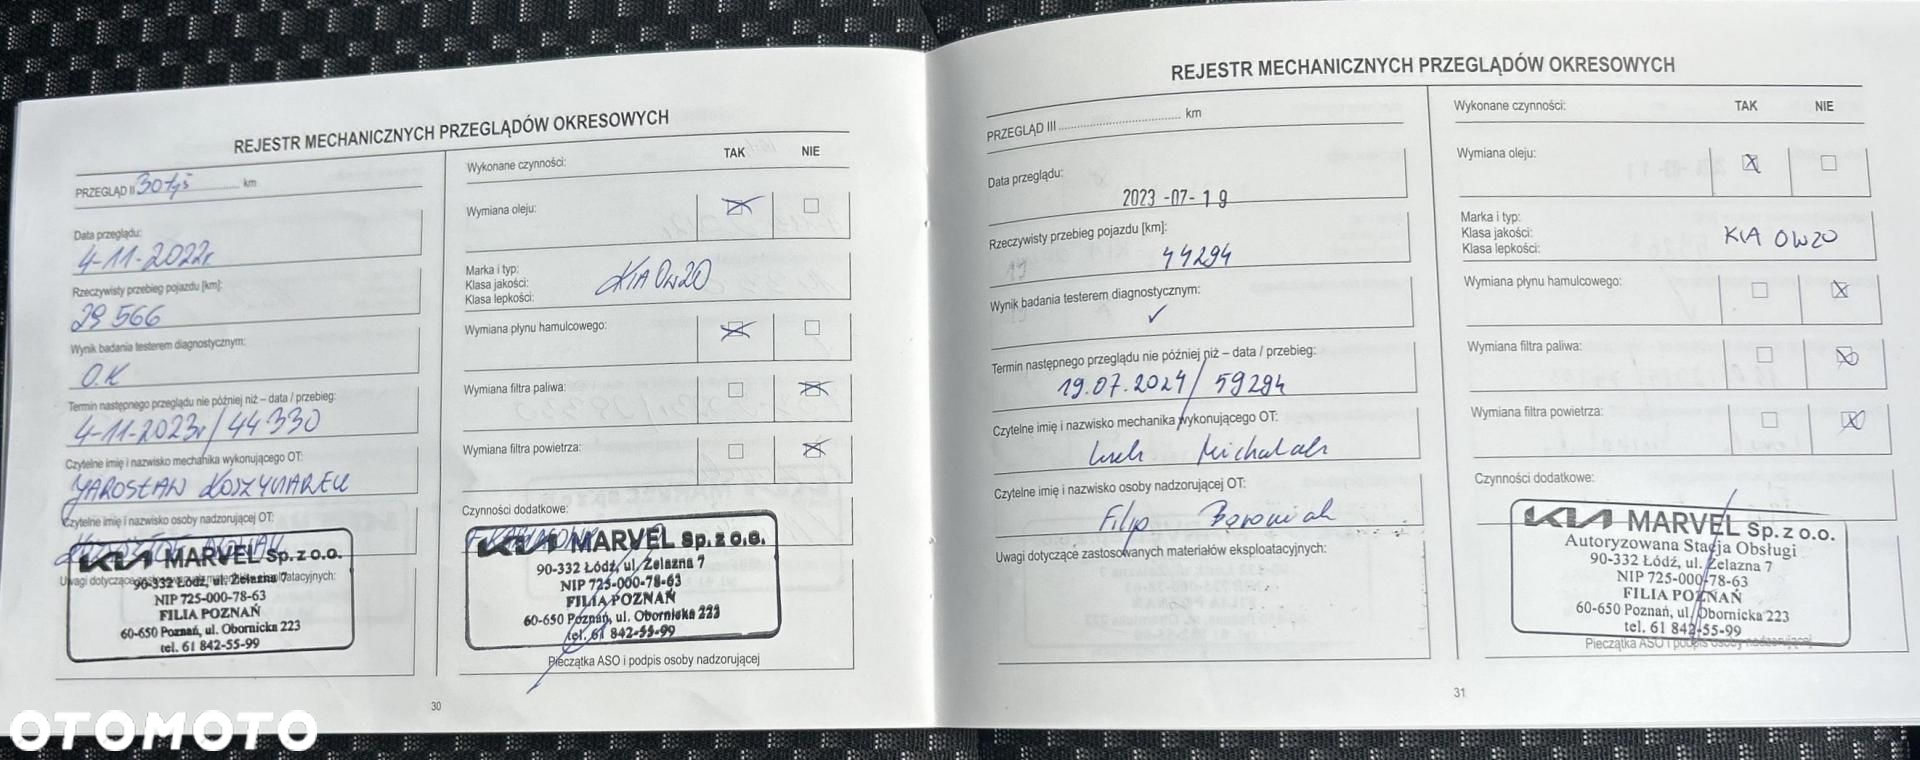 REJESTR MECHANICZNYCH PRZEGLĄDÓW OKRESOWYCH
PRZEGLĄD II 30 tyś km
Data przeglądu:
4-11-2022r
Rzeczywisty przebieg pojazdu [km]:
29 566
Wynik badania testerem diagnostycznym:
O.K
Termin następnego przeglądu nie później niż – data / przebieg:
4-11-2023r/ 44 330
Czytelne imię i nazwisko mechanika wykonującego OT:
Czytelne imię i nazwisko osoby nadzorującej OT:
KIA MARVEL Sp. z o.o.
90-332 Łódź, ul. Żelazna 7
NIP 725-000-78-63
FILIA POZNAŃ
60-650 Poznań, ul. Obornicka 223
tel. 61 842-55-99
Wykonane czynności: TAK NIE
Wymiana oleju:
Marka i typ:
Klasa jakości: KIA 0W20
Klasa lepkości:
Wymiana płynu hamulcowego:
Wymiana filtra paliwa:
Wymiana filtra powietrza:
Czynności dodatkowe:
KIA MARVEL Sp. z o.o.
90-332 Łódź, ul. Żelazna 7
NIP 725-000-78-63
FILIA POZNAŃ
60-650 Poznań, ul. Obornicka 223
tel. 61 842-55-99
Pieczątka ASO i podpis osoby nadzorującej
30
REJESTR MECHANICZNYCH PRZEGLĄDÓW OKRESOWYCH
PRZEGLĄD III .......................................... km
Data przeglądu:
2023 -07- 19
Rzeczywisty przebieg pojazdu [km]:
44294
Wynik badania testerem diagnostycznym:
Termin następnego przeglądu nie później niż – data / przebieg:
19.07.2024/ 59294
Czytelne imię i nazwisko mechanika wykonującego OT:
Czytelne imię i nazwisko osoby nadzorującej OT:
Filip
Uwagi dotyczące zastosowanych materiałów eksploatacyjnych:
Wykonane czynności: TAK NIE
Wymiana oleju:
Marka i typ:
Klasa jakości: KIA 0W20
Klasa lepkości:
Wymiana płynu hamulcowego:
Wymiana filtra paliwa:
Wymiana filtra powietrza:
Czynności dodatkowe:
KIA MARVEL Sp. z o.o.
Autoryzowana Stacja Obsługi
90-332 Łódź, ul. Żelazna 7
NIP 725-000-78-63
FILIA POZNAŃ
60-650 Poznań, ul. Obornicka 223
tel. 61 842-55-99
Pieczątka ASO i podpis osoby nadzorującej
31
OTOMOTO